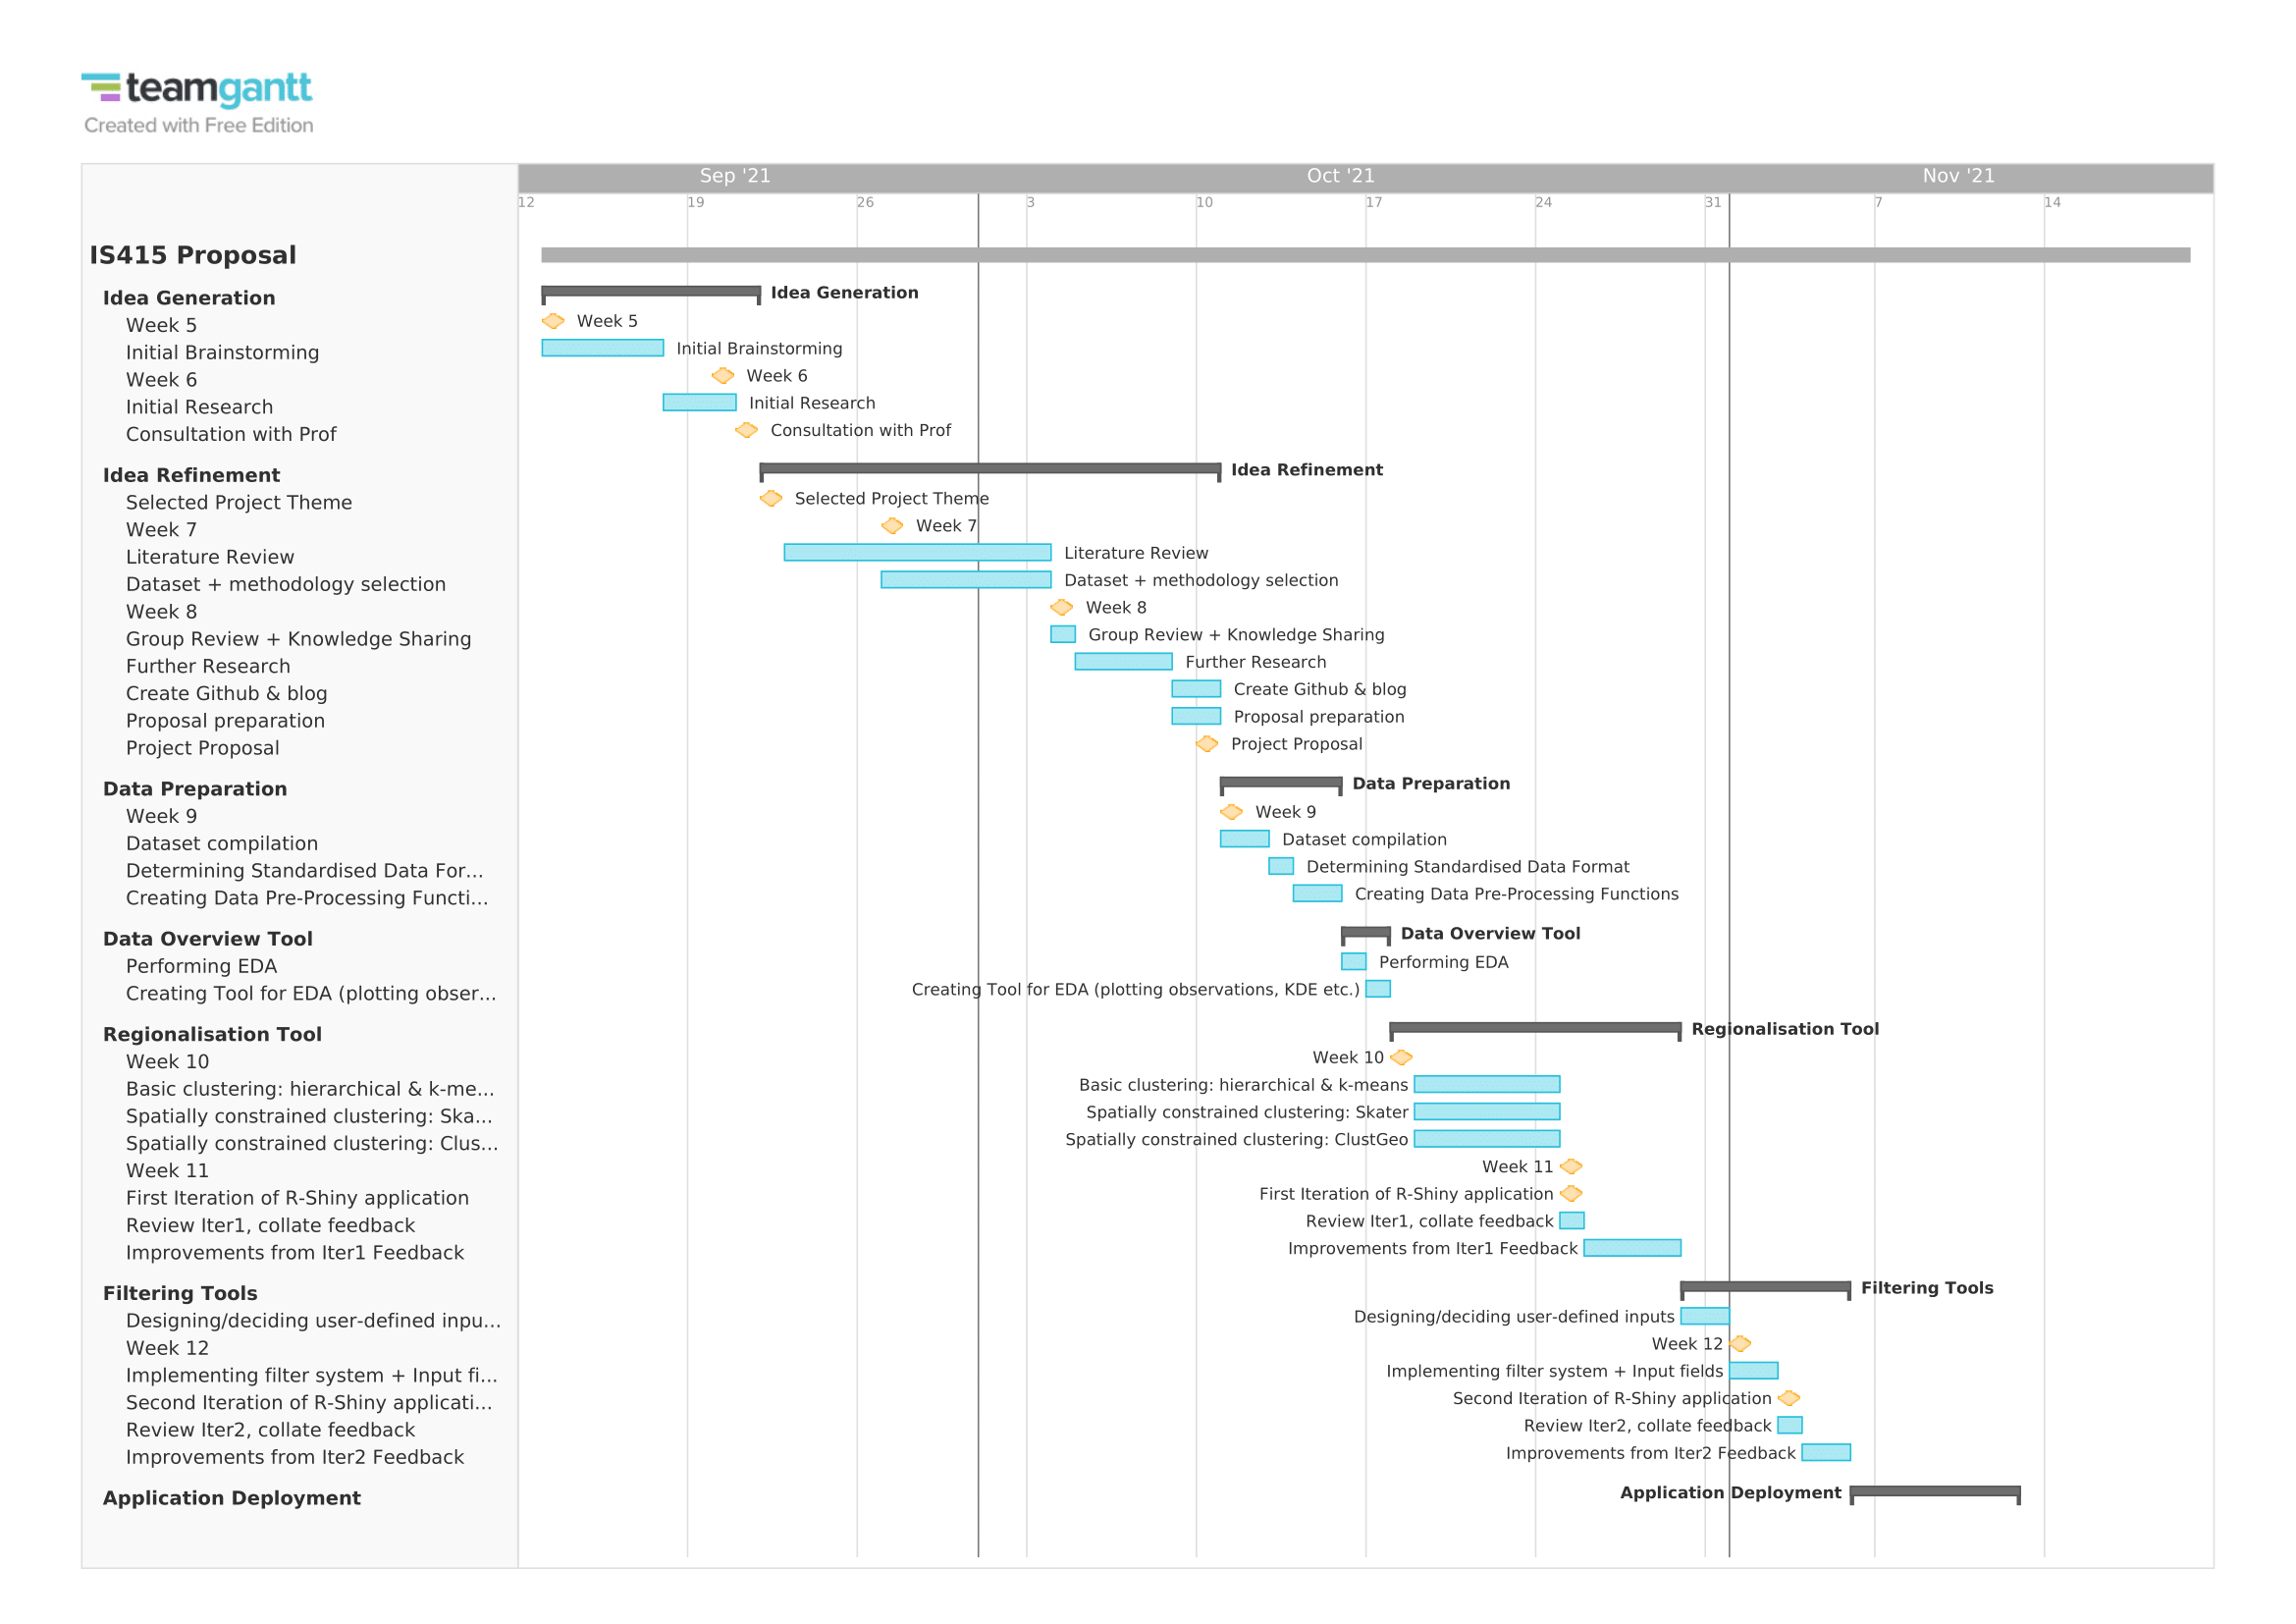 teamgantt
Created with Free Edition
Sep '21 Oct '21 Nov '21
12 19 26 3 10 17 24 31 7 14
IS415 Proposal
Idea Generation Idea Generation
Week 5 Week 5
Initial Brainstorming Initial Brainstorming
Week 6 Week 6
Initial Research Initial Research
Consultation with Prof Consultation with Prof
Idea Refinement Idea Refinement
Selected Project Theme Selected Project Theme
Week 7 Week 7
Literature Review Literature Review
Dataset + methodology selection Dataset + methodology selection
Week 8 Week 8
Group Review + Knowledge Sharing Group Review + Knowledge Sharing
Further Research Further Research
Create Github & blog Create Github & blog
Proposal preparation Proposal preparation
Project Proposal Project Proposal
Data Preparation Data Preparation
Week 9 Week 9
Dataset compilation Dataset compilation
Determining Standardised Data For... Determining Standardised Data Format
Creating Data Pre-Processing Functi... Creating Data Pre-Processing Functions
Data Overview Tool Data Overview Tool
Performing EDA Performing EDA
Creating Tool for EDA (plotting obser... Creating Tool for EDA (plotting observations, KDE etc.)
Regionalisation Tool Regionalisation Tool
Week 10 Week 10
Basic clustering: hierarchical & k-me... Basic clustering: hierarchical & k-means
Spatially constrained clustering: Ska... Spatially constrained clustering: Skater
Spatially constrained clustering: Clus... Spatially constrained clustering: ClustGeo
Week 11 Week 11
First Iteration of R-Shiny application First Iteration of R-Shiny application
Review Iter1, collate feedback Review Iter1, collate feedback
Improvements from Iter1 Feedback Improvements from Iter1 Feedback
Filtering Tools Filtering Tools
Designing/deciding user-defined inpu... Designing/deciding user-defined inputs
Week 12 Week 12
Implementing filter system + Input fi... Implementing filter system + Input fields
Second Iteration of R-Shiny applicati... Second Iteration of R-Shiny application
Review Iter2, collate feedback Review Iter2, collate feedback
Improvements from Iter2 Feedback Improvements from Iter2 Feedback
Application Deployment Application Deployment